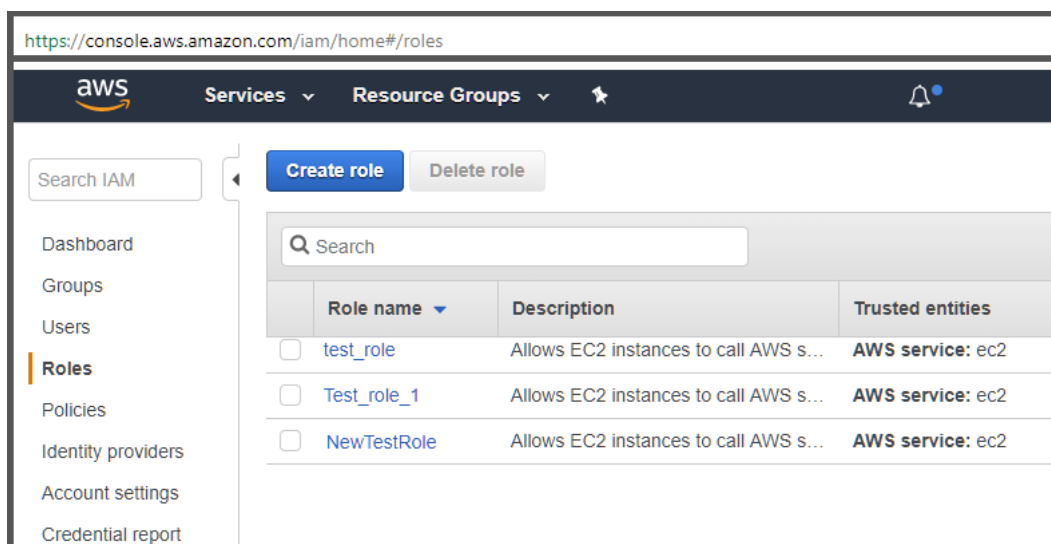 https://console.aws.amazon.com/iam/home#/roles
aws Services Resource Groups
Search IAM
Create role Delete role
Dashboard
Groups
Users
Roles
Policies
Identity providers
Account settings
Credential report
Search
Role name Description Trusted entities
test_role Allows EC2 instances to call AWS s... AWS service: ec2
Test_role_1 Allows EC2 instances to call AWS s... AWS service: ec2
NewTestRole Allows EC2 instances to call AWS s... AWS service: ec2